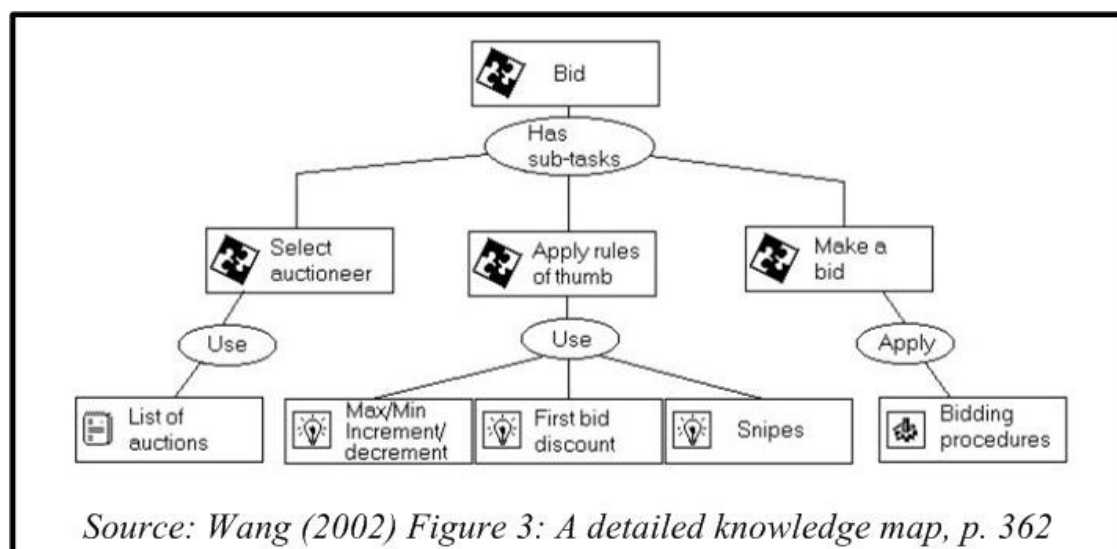 Bid
Has
sub-tasks
Select
auctioneer
Apply rules
of thumb
Make a
bid
Use
Use
Apply
List of
auctions
Max/Min
Increment/
decrement
First bid
discount
Snipes
Bidding
procedures
Source: Wang (2002) Figure 3: A detailed knowledge map, p. 362